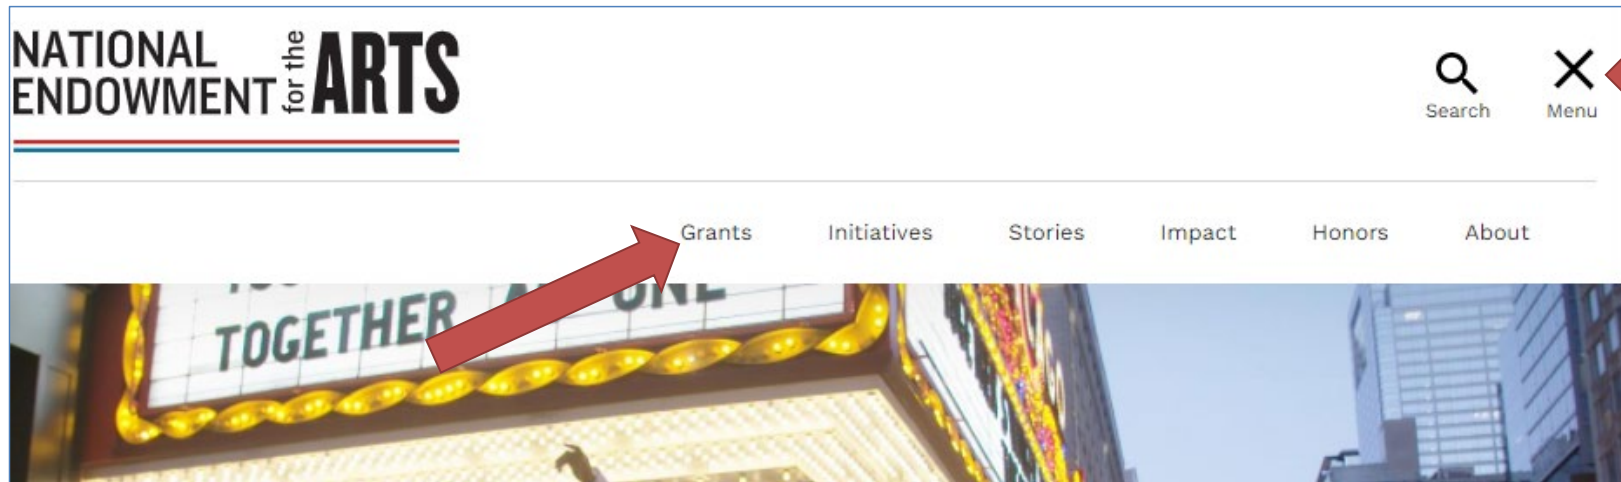 NATIONAL
ENDOWMENT
for the
ARTS
Search
Menu
Grants Initiatives Stories Impact Honors About
TOGETHER